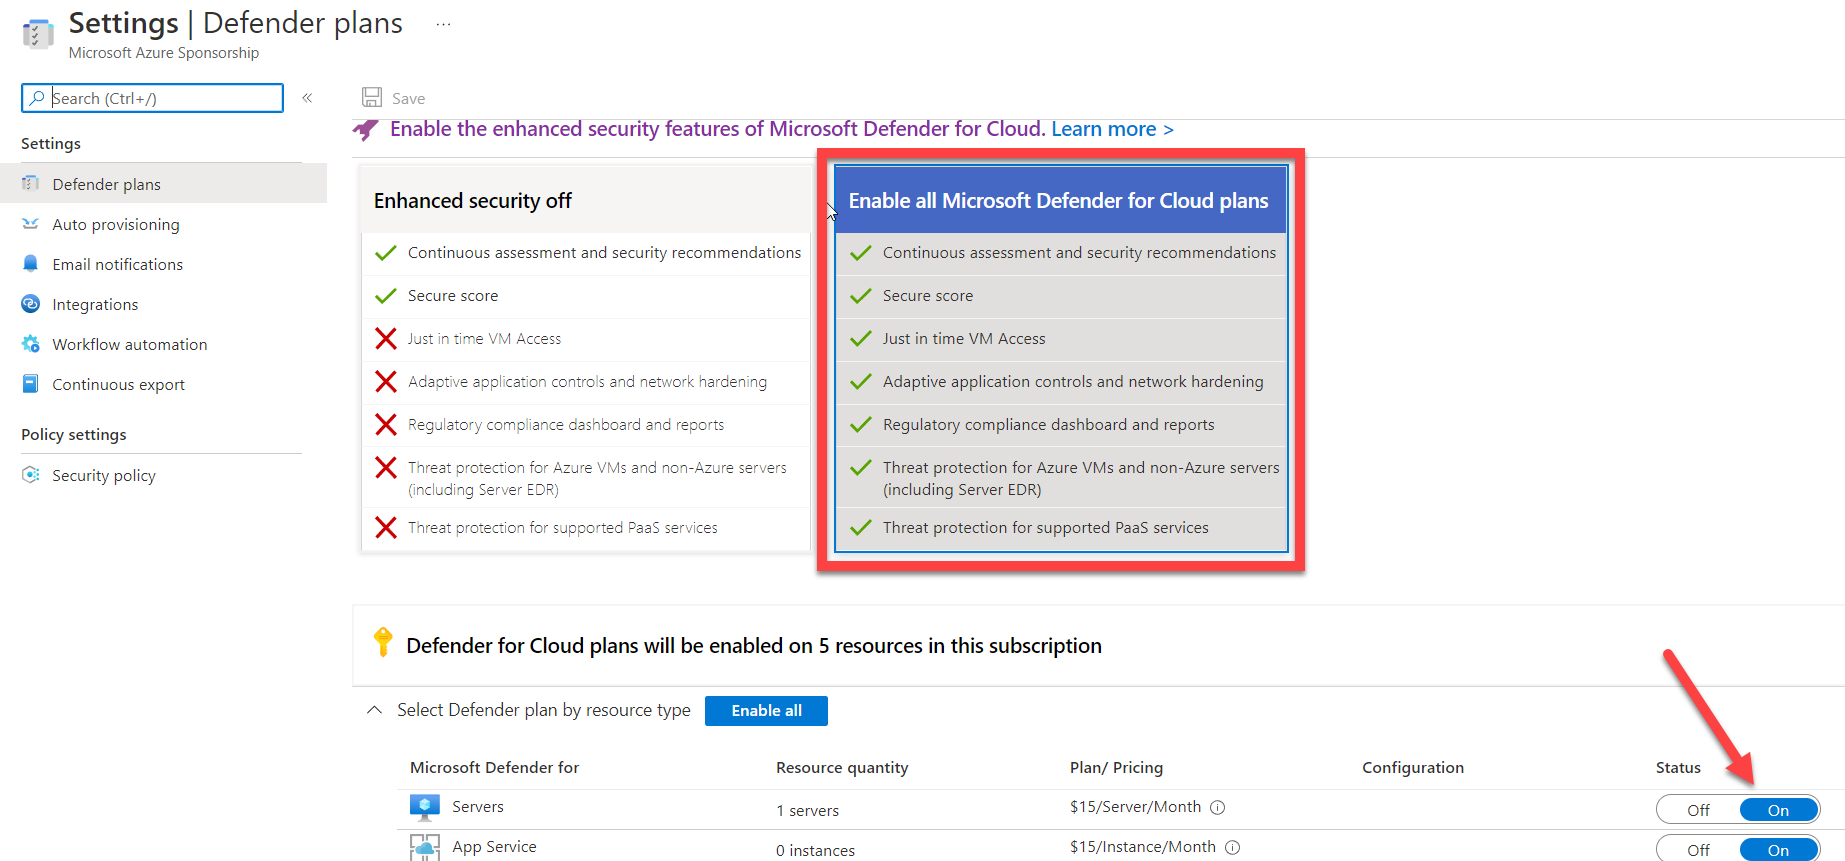 Settings | Defender plans ...
Microsoft Azure Sponsorship
Search (Ctrl+/)
«
Settings
Defender plans
Auto provisioning
Email notifications
Integrations
Workflow automation
Continuous export
Policy settings
Security policy
Save
Enable the enhanced security features of Microsoft Defender for Cloud. Learn more >
Enhanced security off
Continuous assessment and security recommendations
Secure score
Just in time VM Access
Adaptive application controls and network hardening
Regulatory compliance dashboard and reports
Threat protection for Azure VMs and non-Azure servers
(including Server EDR)
Threat protection for supported PaaS services
Enable all Microsoft Defender for Cloud plans
Continuous assessment and security recommendations
Secure score
Just in time VM Access
Adaptive application controls and network hardening
Regulatory compliance dashboard and reports
Threat protection for Azure VMs and non-Azure servers
(including Server EDR)
Threat protection for supported PaaS services
Defender for Cloud plans will be enabled on 5 resources in this subscription
Select Defender plan by resource type Enable all
Microsoft Defender for Resource quantity Plan/ Pricing Configuration Status
Servers 1 servers $15/Server/Month Off On
App Service 0 instances $15/Instance/Month Off On